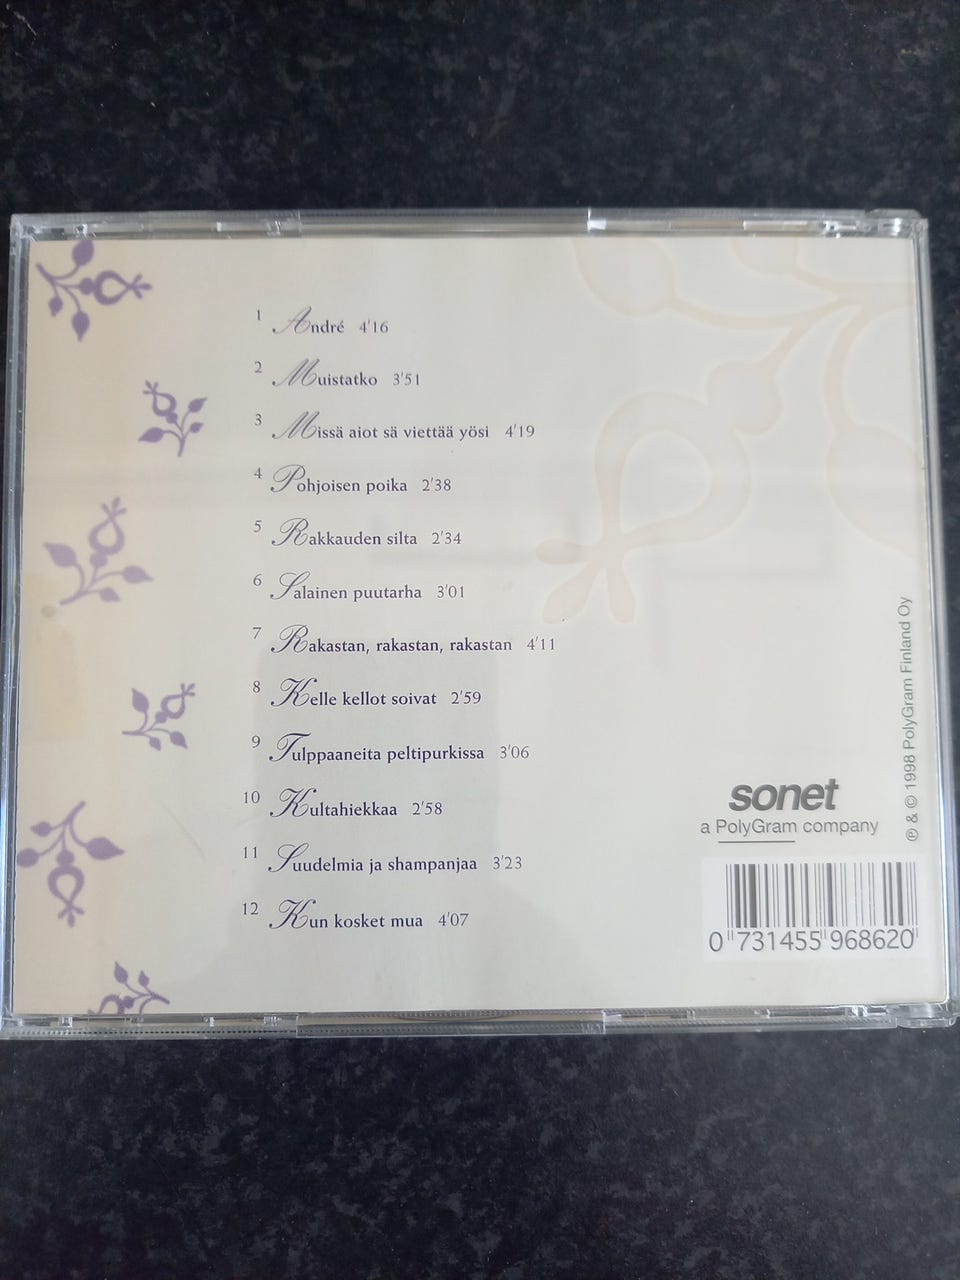 1 André 4'16
2 Muistatko 3'51
3 Missä aiot sä viettää yösi 4'19
4 Pohjoisen poika 2'38
5 Rakkauden silta 2'34
6 Salainen puutarha 3'01
7 Rakastan, rakastan, rakastan 4'11
8 Kelle kellot soivat 2'59
9 Tulppaaneita peltipurkissa 3'06
10 Kultahiekkaa 2'58
11 Suudelmia ja shampanjaa 3'23
12 Kun kosket mua 4'07
sonet
a PolyGram company
℗ & © 1998 PolyGram Finland Oy
0 731455 968620